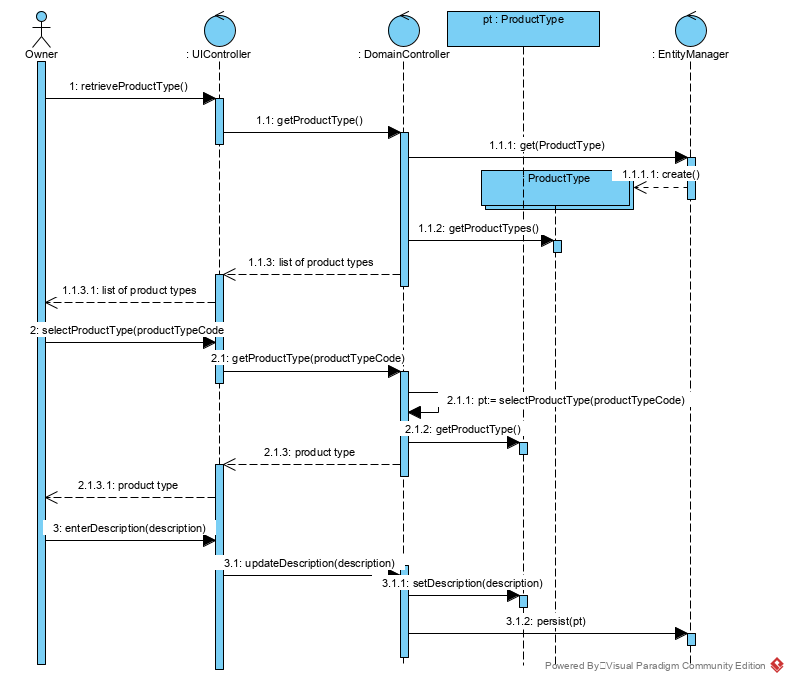 pt : ProductType
Owner
: UIController
: DomainController
: EntityManager
1: retrieveProductType()
1.1: getProductType()
1.1.1: get(ProductType)
1.1.1.1: create()
ProductType
1.1.2: getProductTypes()
1.1.3: list of product types
1.1.3.1: list of product types
2: selectProductType(productTypeCode
2.1: getProductType(productTypeCode)
2.1.1: pt:= selectProductType(productTypeCode)
2.1.2: getProductType()
2.1.3: product type
2.1.3.1: product type
3: enterDescription(description)
3.1: updateDescription(description)
3.1.1: setDescription(description)
3.1.2: persist(pt)
Powered By Visual Paradigm Community Edition